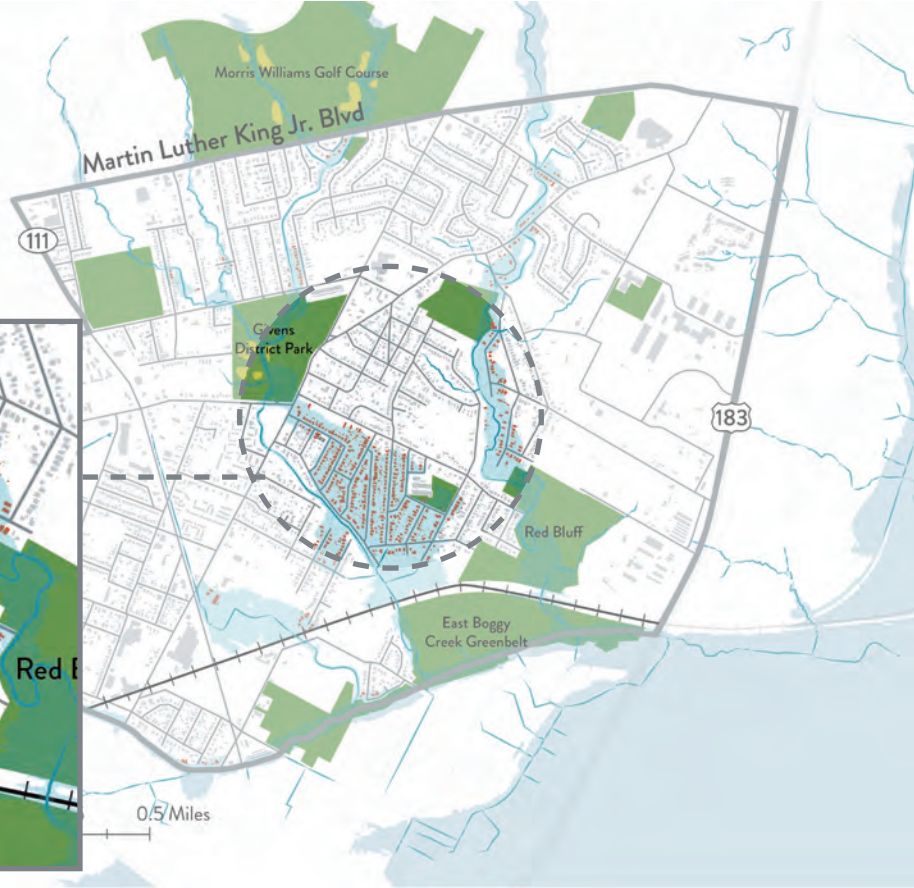 Morris Williams Golf Course
Martin Luther King Jr. Blvd
111
Givens
District Park
183
Red Bluff
East Boggy
Creek Greenbelt
Red
0.5 Miles